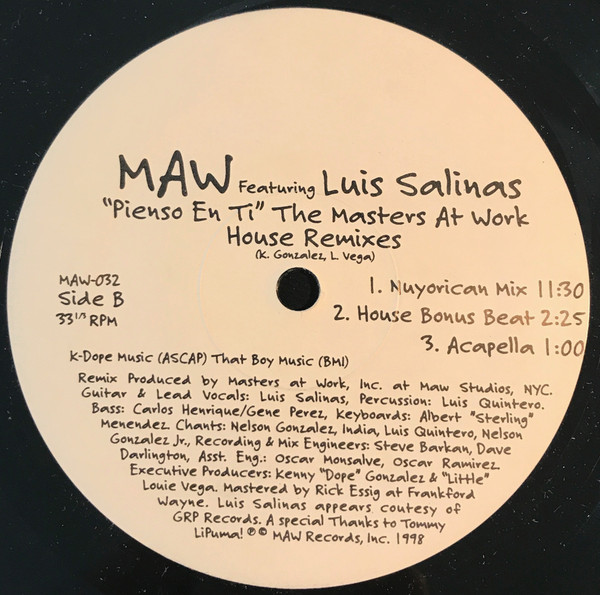 MAW Featuring Luis Salinas
"Pienso En Ti" The Masters At Work
House Remixes
(K. Gonzalez, L. Vega)
MAW-032
Side B
33 1/3 RPM
1. Nuyorican Mix 11:30
2. House Bonus Beat 2:25
3. Acapella 1:00
K-Dope Music (ASCAP) That Boy Music (BMI)
Remix Produced by Masters at Work, Inc. at Maw Studios, NYC.
Guitar & Lead Vocals: Luis Salinas, Percussion: Luis Quintero.
Bass: Carlos Henrique/Gene Perez, Keyboards: Albert "Sterling"
Menendez. Chants: Nelson Gonzalez, India, Luis Quintero, Nelson
Gonzalez Jr., Recording & Mix Engineers: Steve Barkan, Dave
Darlington, Asst. Eng.: Oscar Monsalve, Oscar Ramirez.
Executive Producers: Kenny "Dope" Gonzalez & "Little"
Louie Vega. Mastered by Rick Essig at Frankford
Wayne. Luis Salinas appears coutesy of
GRP Records. A special Thanks to Tommy
LiPuma! ℗ © MAW Records, Inc. 1998